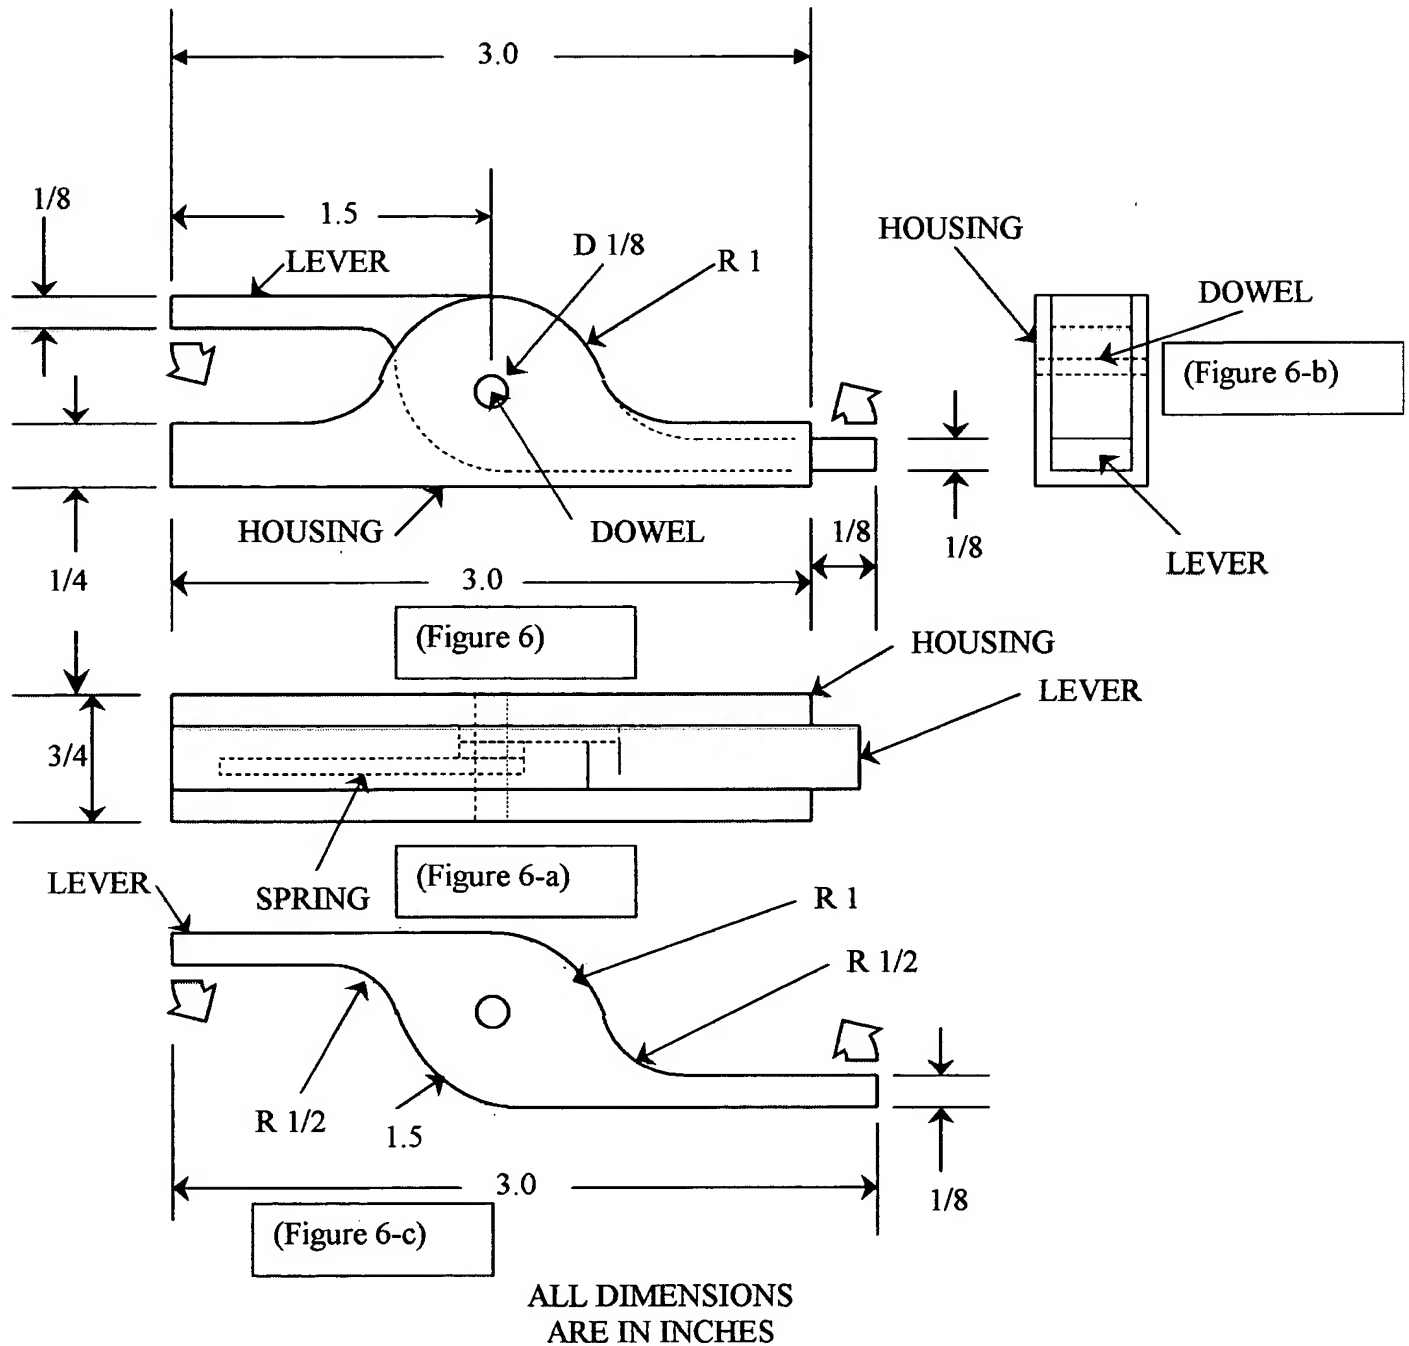 3.0
1/8
1.5
LEVER
D 1/8
R 1
HOUSING
DOWEL
(Figure 6-b)
HOUSING
DOWEL
1/8
1/8
LEVER
1/4
3.0
(Figure 6)
HOUSING
LEVER
3/4
(Figure 6-a)
LEVER
SPRING
R 1
R 1/2
R 1/2
1.5
3.0
1/8
(Figure 6-c)
ALL DIMENSIONS
ARE IN INCHES